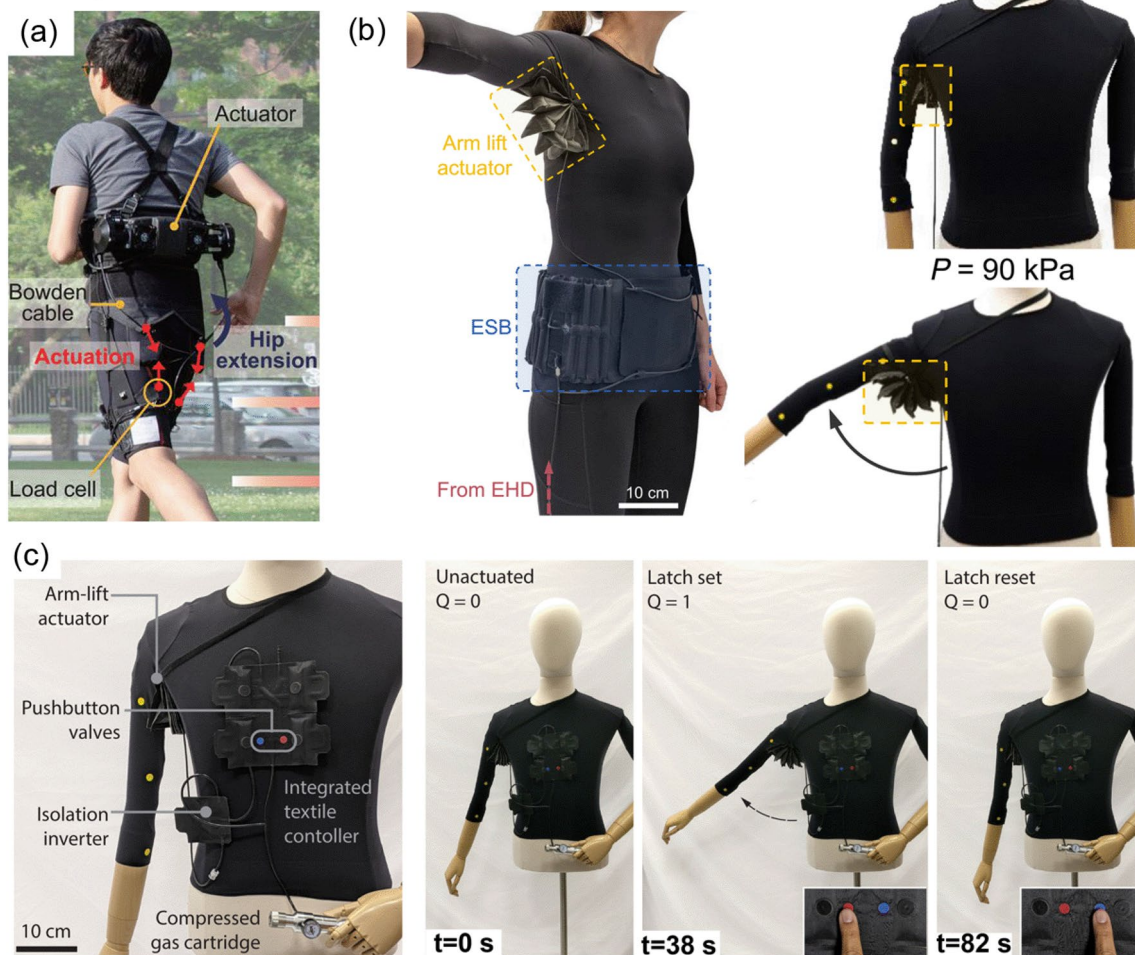 (a)
Actuator
Bowden
cable
Actuation
Hip
extension
Load cell
(b)
Arm lift
actuator
ESB
From EHD
10 cm
P = 90 kPa
(c)
Arm-lift
actuator
Pushbutton
valves
Isolation
inverter
Integrated
textile
contoller
Compressed
gas cartridge
10 cm
Unactuated
Q = 0
t=0 s
Latch set
Q = 1
t=38 s
Latch reset
Q = 0
t=82 s